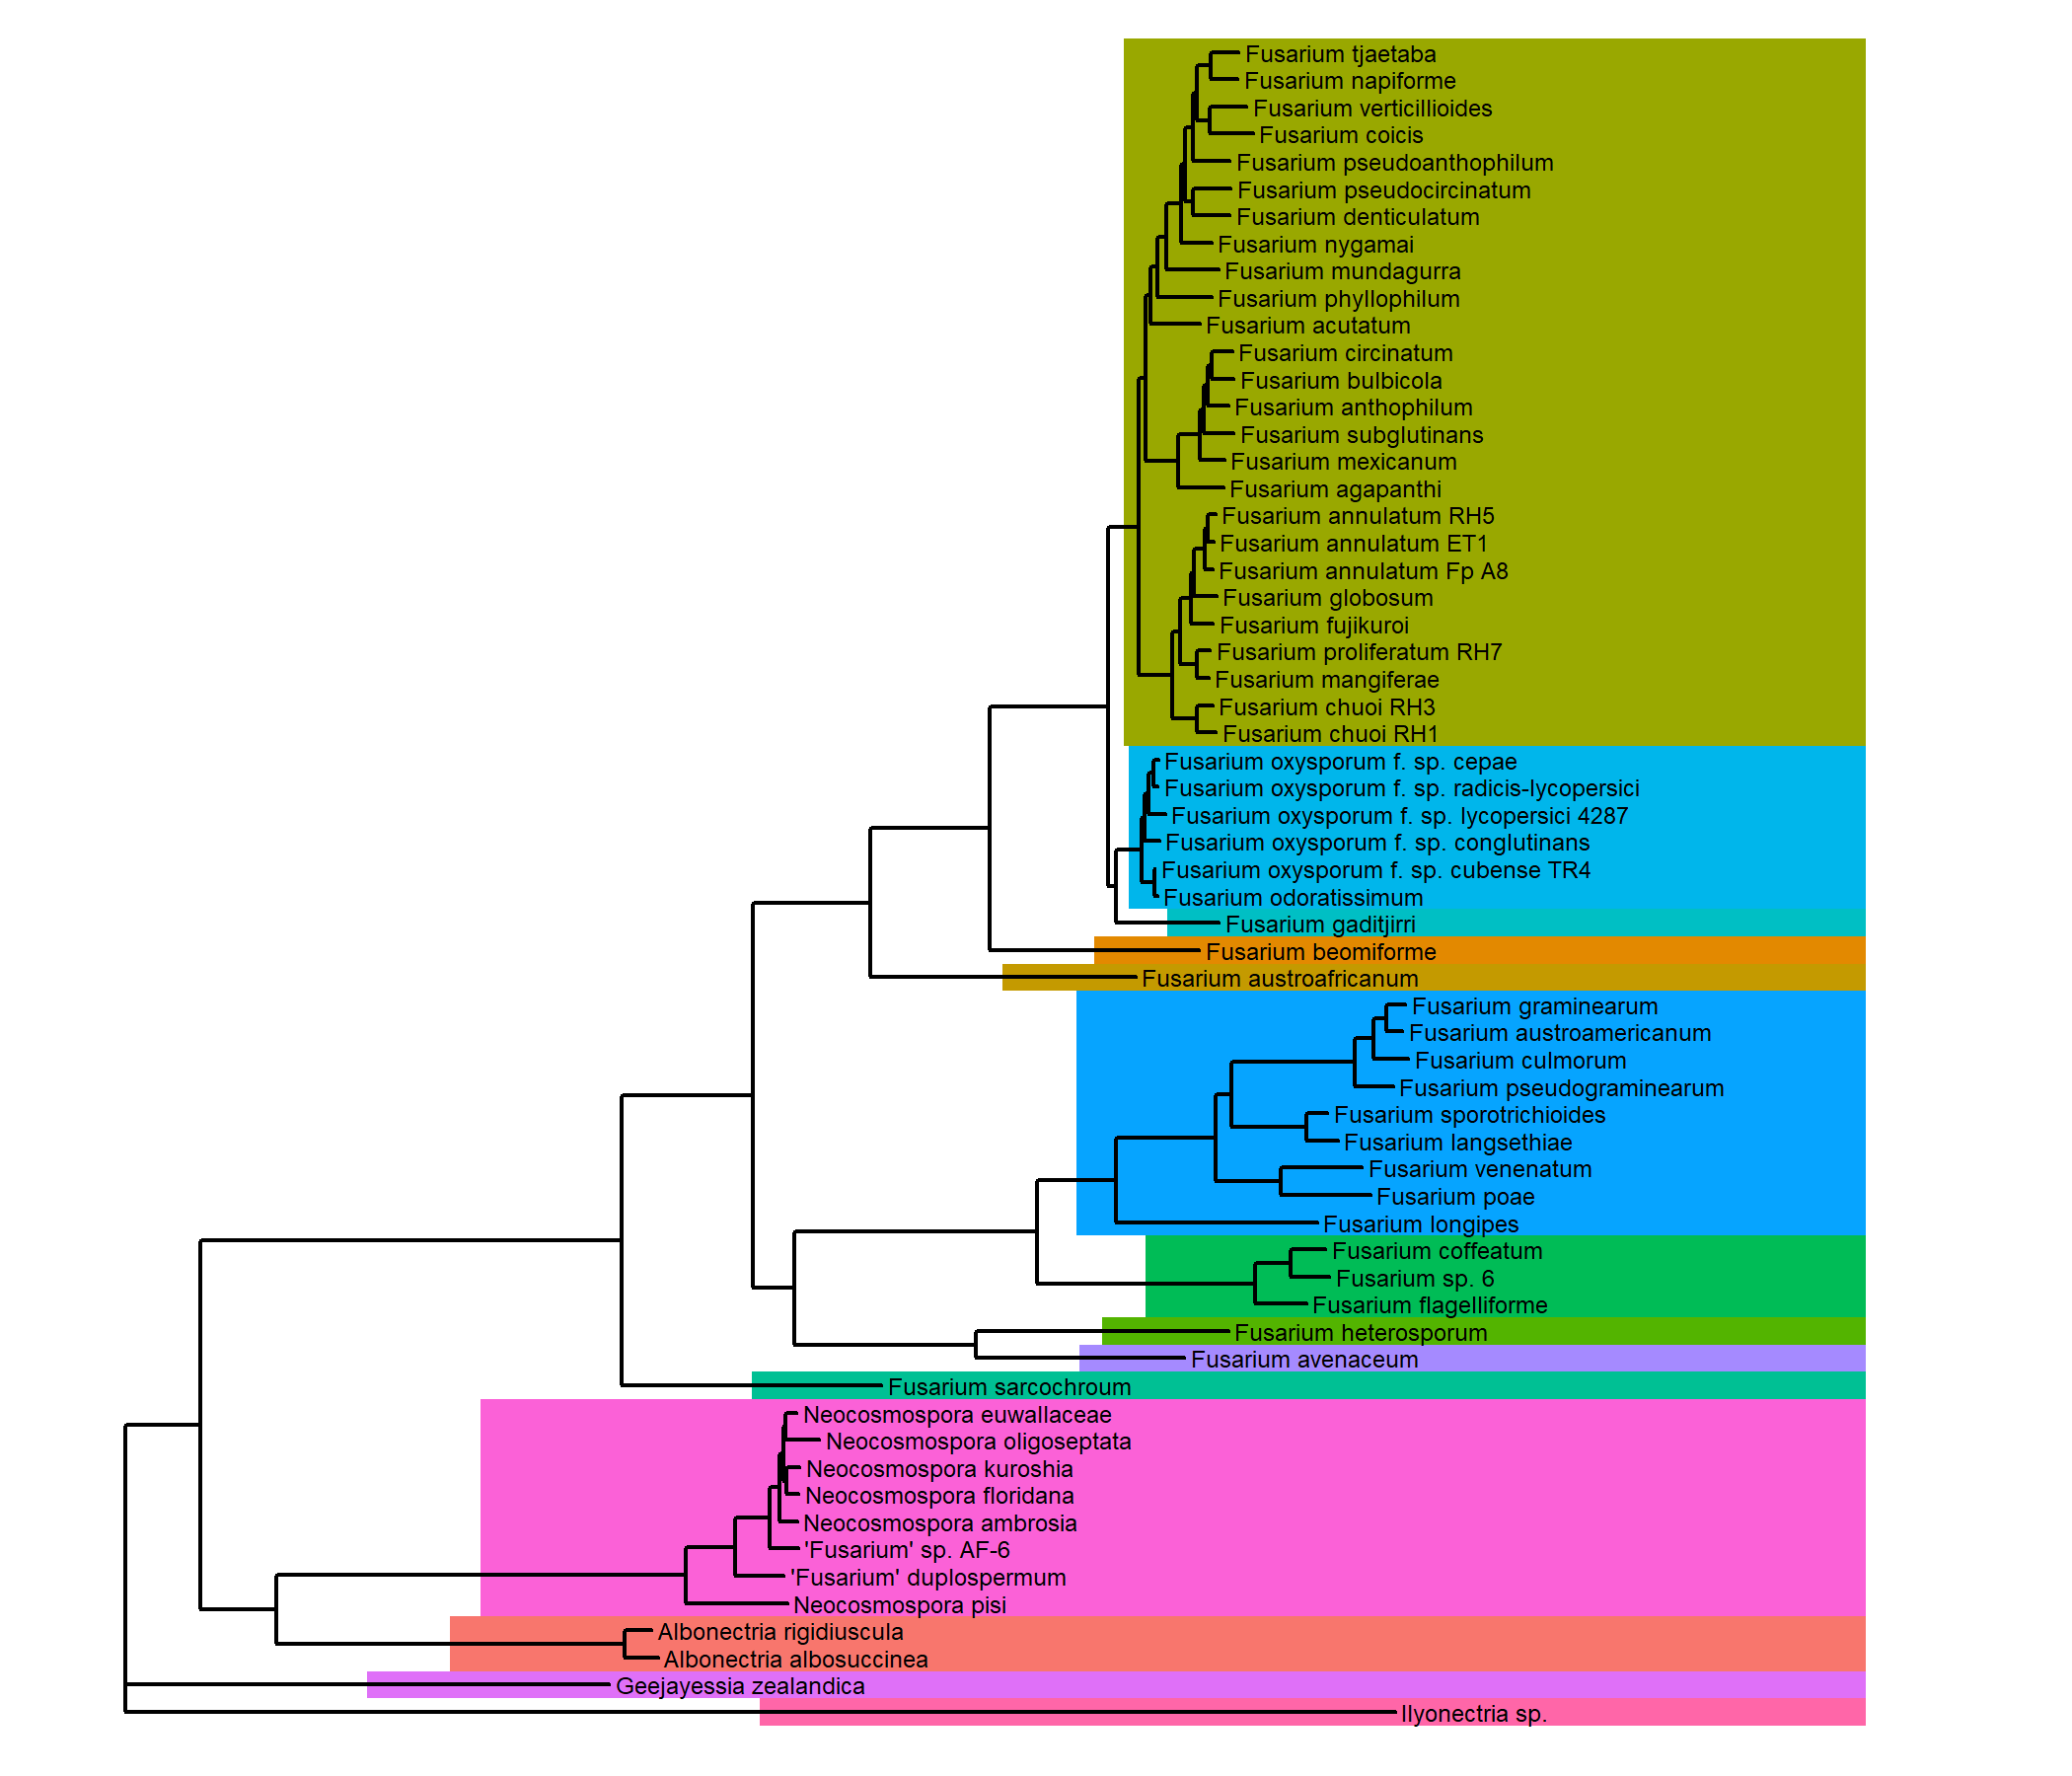 Fusarium tjaetaba
Fusarium napiforme
Fusarium verticillioides
Fusarium coicis
Fusarium pseudoanthophilum
Fusarium pseudocircinatum
Fusarium denticulatum
Fusarium nygamai
Fusarium mundagurra
Fusarium phyllophilum
Fusarium acutatum
Fusarium circinatum
Fusarium bulbicola
Fusarium anthophilum
Fusarium subglutinans
Fusarium mexicanum
Fusarium agapanthi
Fusarium annulatum RH5
Fusarium annulatum ET1
Fusarium annulatum Fp A8
Fusarium globosum
Fusarium fujikuroi
Fusarium proliferatum RH7
Fusarium mangiferae
Fusarium chuoi RH3
Fusarium chuoi RH1
Fusarium oxysporum f. sp. cepae
Fusarium oxysporum f. sp. radicis-lycopersici
Fusarium oxysporum f. sp. lycopersici 4287
Fusarium oxysporum f. sp. conglutinans
Fusarium oxysporum f. sp. cubense TR4
Fusarium odoratissimum
Fusarium gaditjirri
Fusarium beomiforme
Fusarium austroafricanum
Fusarium graminearum
Fusarium austroamericanum
Fusarium culmorum
Fusarium pseudograminearum
Fusarium sporotrichioides
Fusarium langsethiae
Fusarium venenatum
Fusarium poae
Fusarium longipes
Fusarium coffeatum
Fusarium sp. 6
Fusarium flagelliforme
Fusarium heterosporum
Fusarium avenaceum
Fusarium sarcochroum
Neocosmospora euwallaceae
Neocosmospora oligoseptata
Neocosmospora kuroshia
Neocosmospora floridana
Neocosmospora ambrosia
'Fusarium' sp. AF-6
'Fusarium' duplospermum
Neocosmospora pisi
Albonectria rigidiuscula
Albonectria albosuccinea
Geejayessia zealandica
Ilyonectria sp.